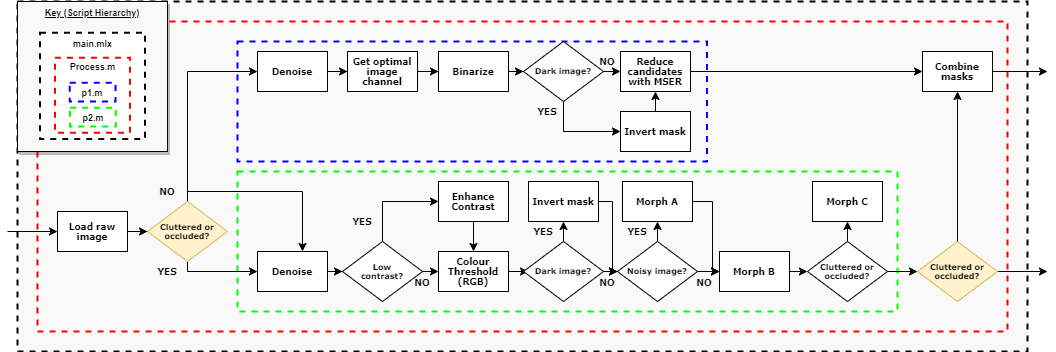 Key (Script Hierarchy)
main.mlx
Process.m
p1.m
p2.m
Denoise
Get optimal
image
channel
Binarize
Dark image?
NO
YES
Reduce
candidates
with MSER
Invert mask
Combine
masks
Load raw
image
NO
Cluttered or
occluded?
YES
Denoise
Low
contrast?
YES
NO
Enhance
Contrast
Colour
Threshold
(RGB)
Dark image?
YES
NO
Invert mask
Noisy image?
YES
NO
Morph A
Morph B
Cluttered or
occluded?
Morph C
Cluttered or
occluded?